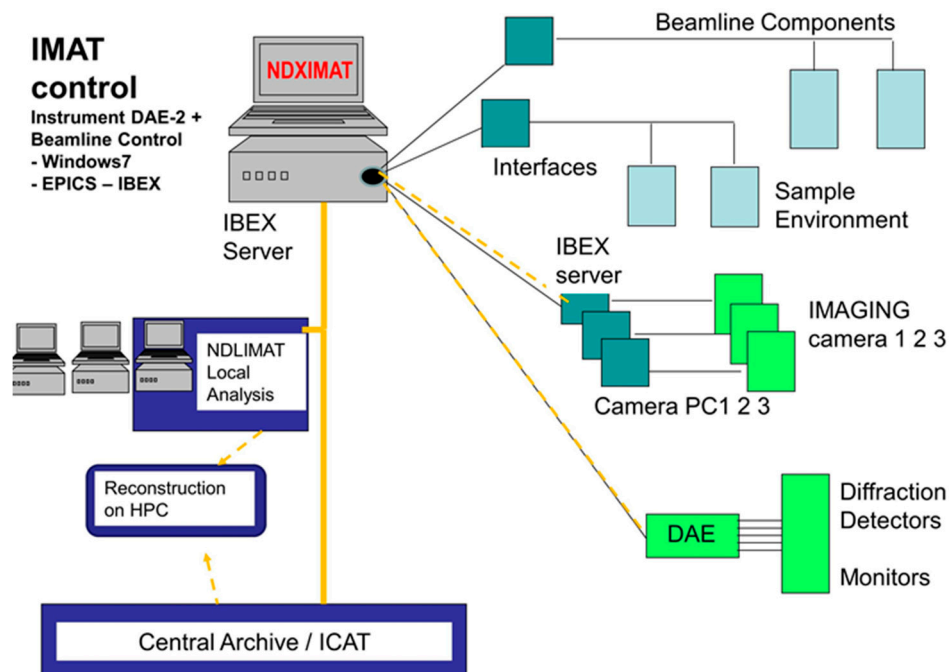 IMAT
control
Instrument DAE-2 +
Beamline Control
- Windows7
- EPICS – IBEX
NDXIMAT
IBEX
Server
Beamline Components
Interfaces
Sample
Environment
IBEX
server
IMAGING
camera 1 2 3
Camera PC1 2 3
NDLIMAT
Local
Analysis
Reconstruction
on HPC
DAE
Diffraction
Detectors
Monitors
Central Archive / ICAT